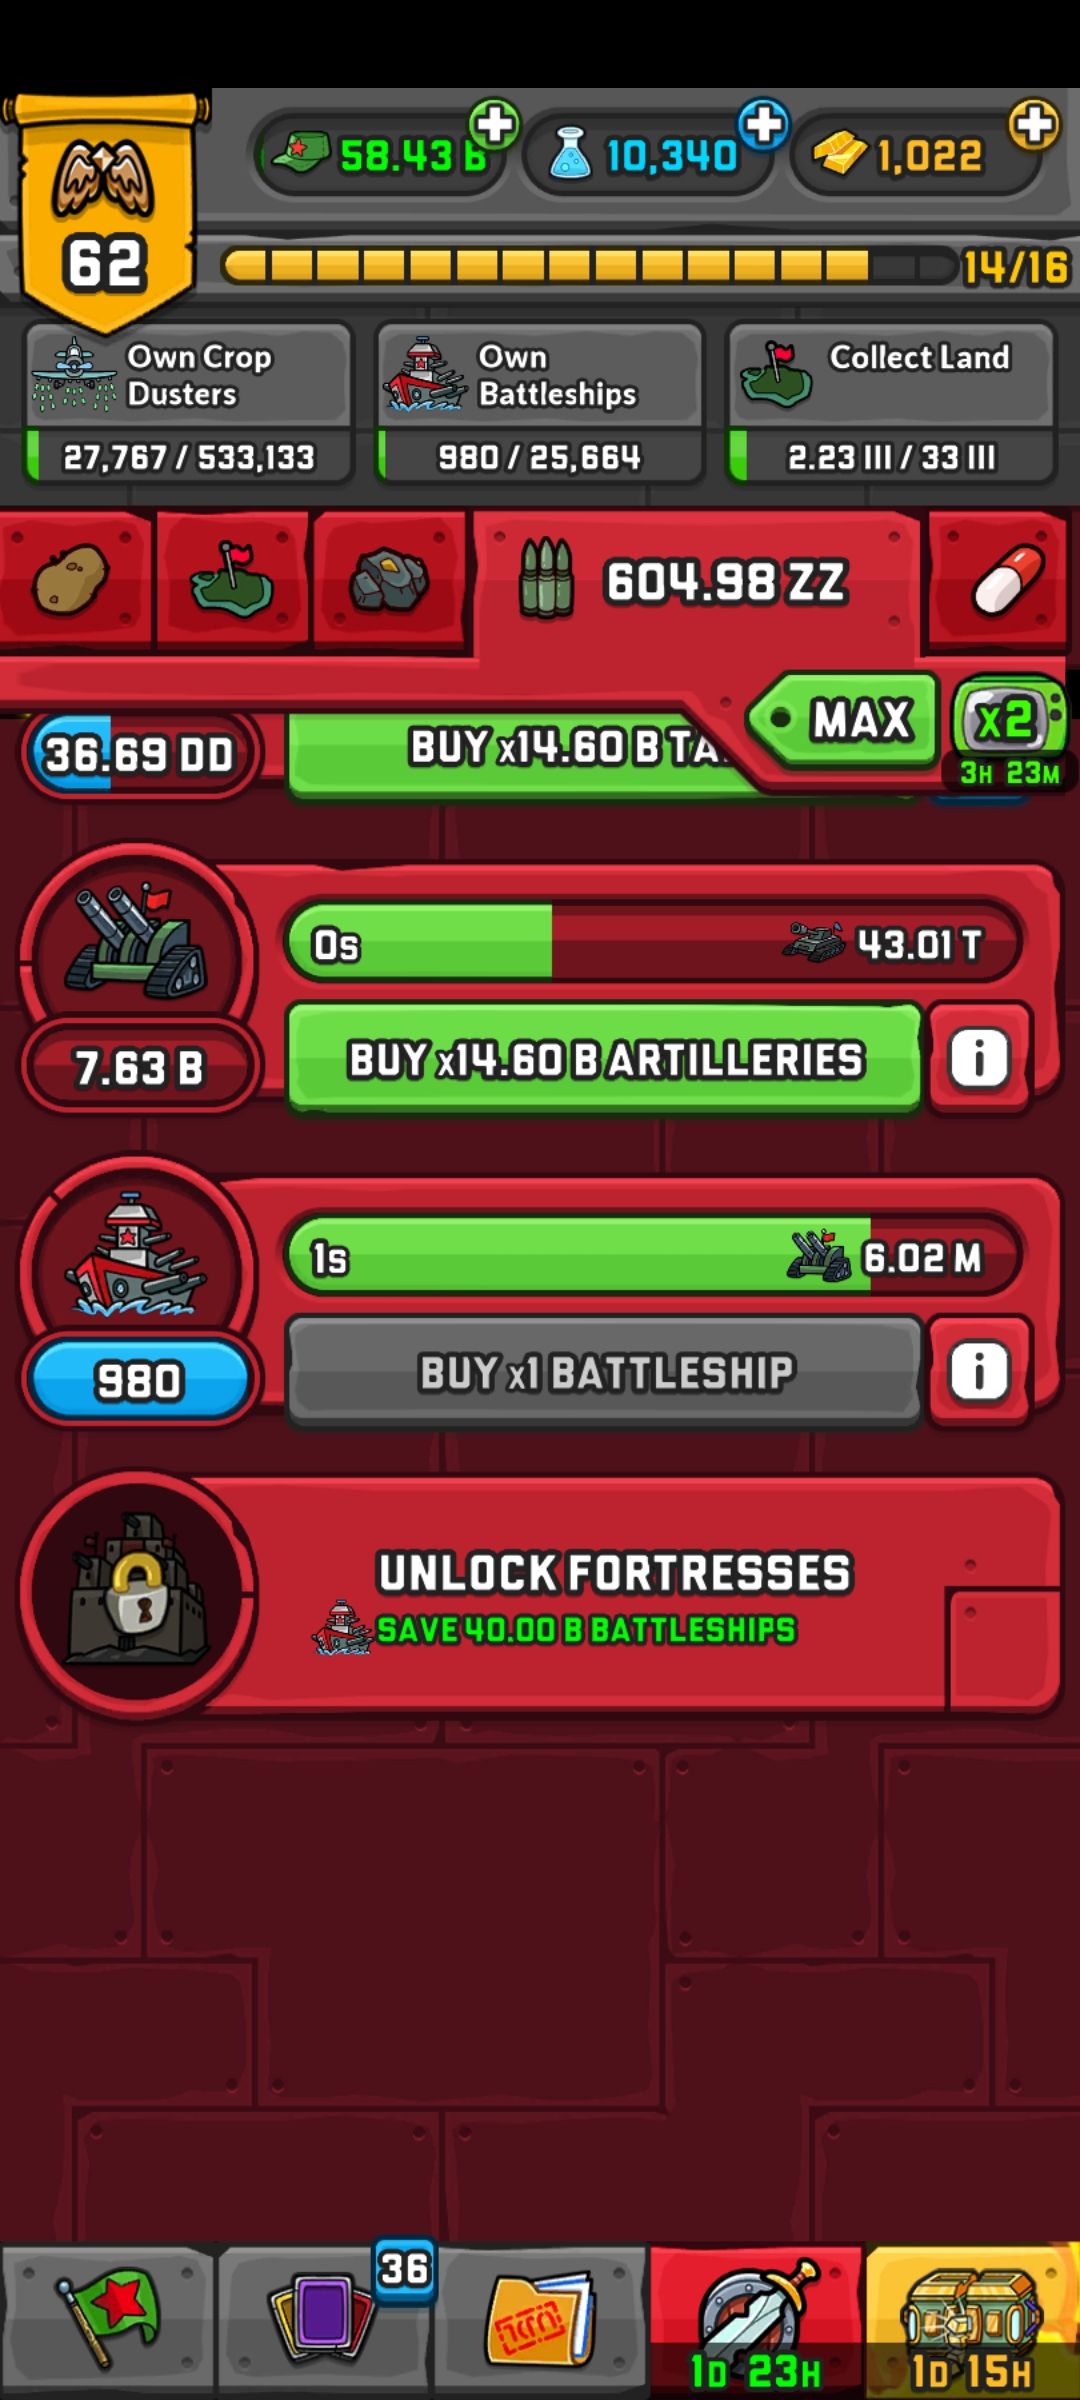 58.43 B
10,340
1,022
62
14/16
Own Crop
Dusters
27,767 / 533,133
Own
Battleships
980 / 25,664
Collect Land
2.23 III / 33 III
604.98 ZZ
MAX
x2
3H 23M
36.69 DD
BUY x14.60 B TA
0s
43.01 T
7.63 B
BUY x14.60 B ARTILLERIES
i
1s
6.02 M
980
BUY x1 BATTLESHIP
i
UNLOCK FORTRESSES
SAVE 40.00 B BATTLESHIPS
36
1D 23H
1D 15H